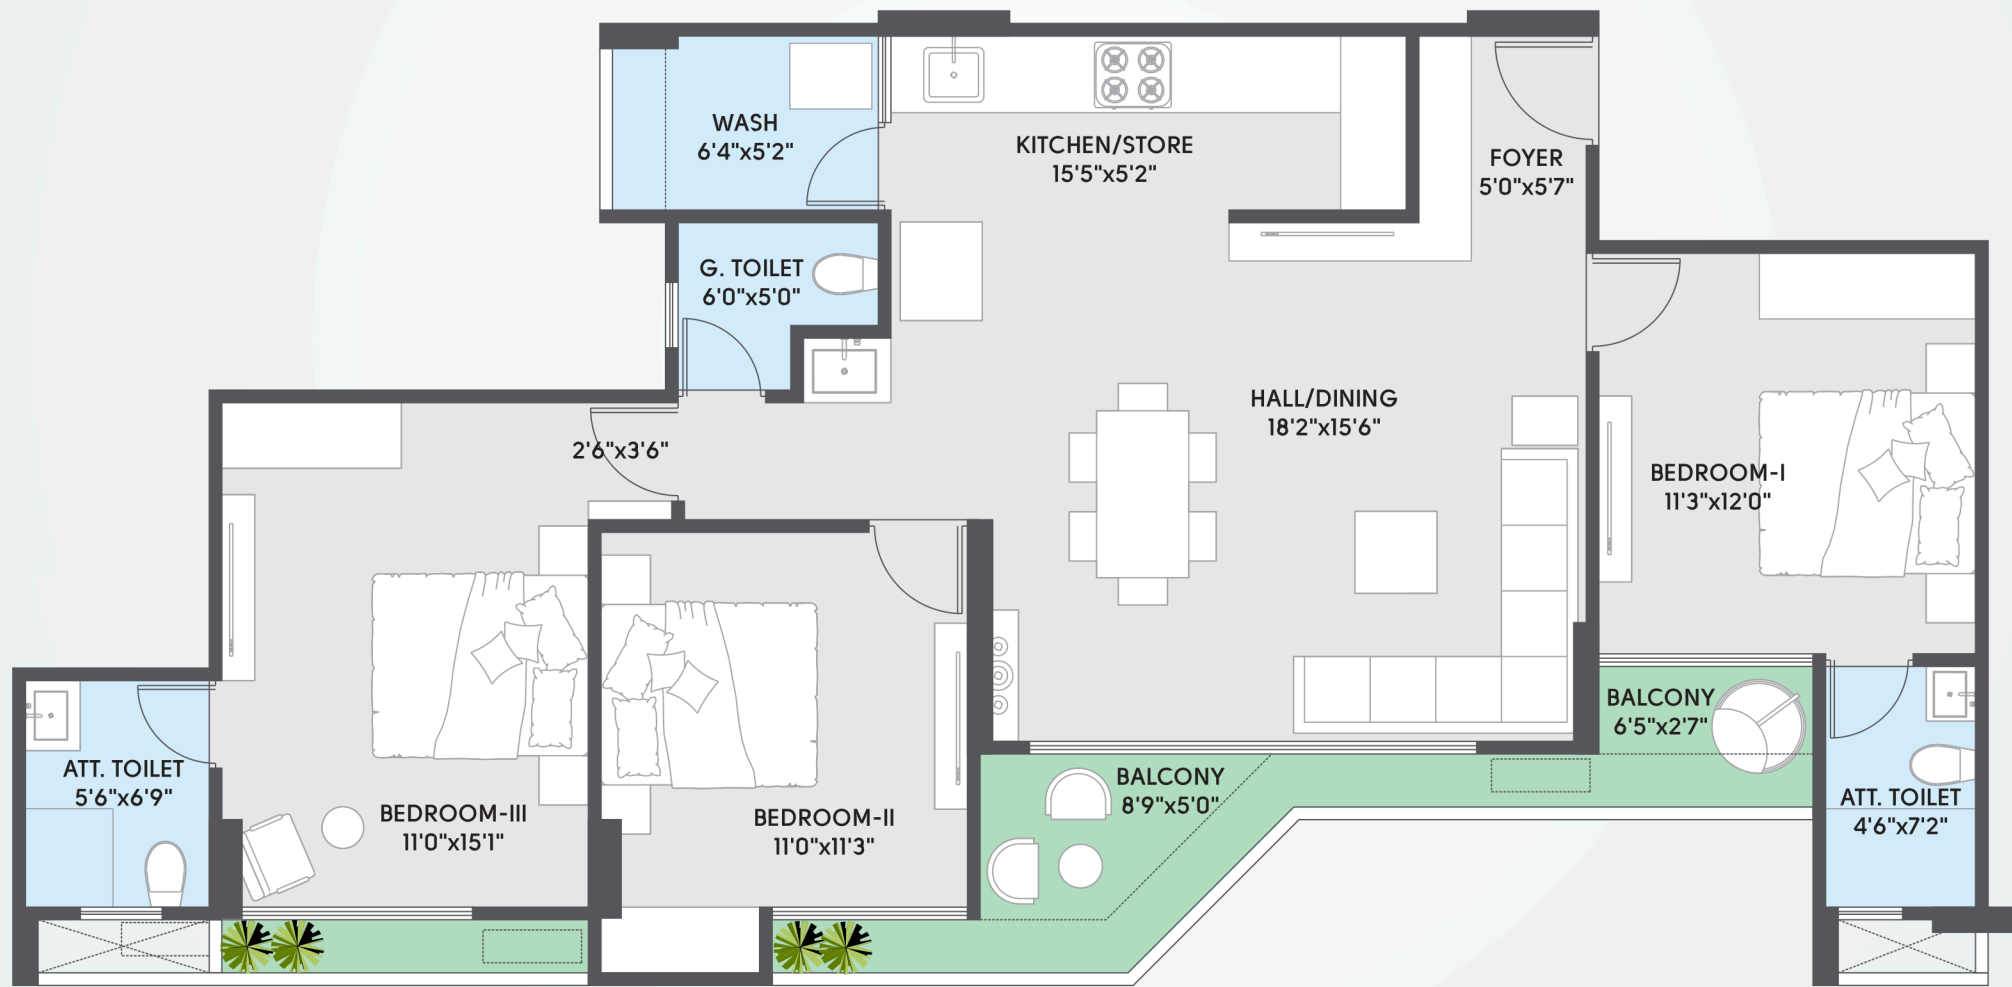 WASH
6'4"x5'2"
KITCHEN/STORE
15'5"x5'2"
FOYER
5'0"x5'7"
G. TOILET
6'0"x5'0"
HALL/DINING
18'2"x15'6"
2'6"x3'6"
BEDROOM-I
11'3"x12'0"
BALCONY
6'5"x2'7"
ATT. TOILET
5'6"x6'9"
BALCONY
8'9"x5'0"
ATT. TOILET
4'6"x7'2"
BEDROOM-III
11'0"x15'1"
BEDROOM-II
11'0"x11'3"